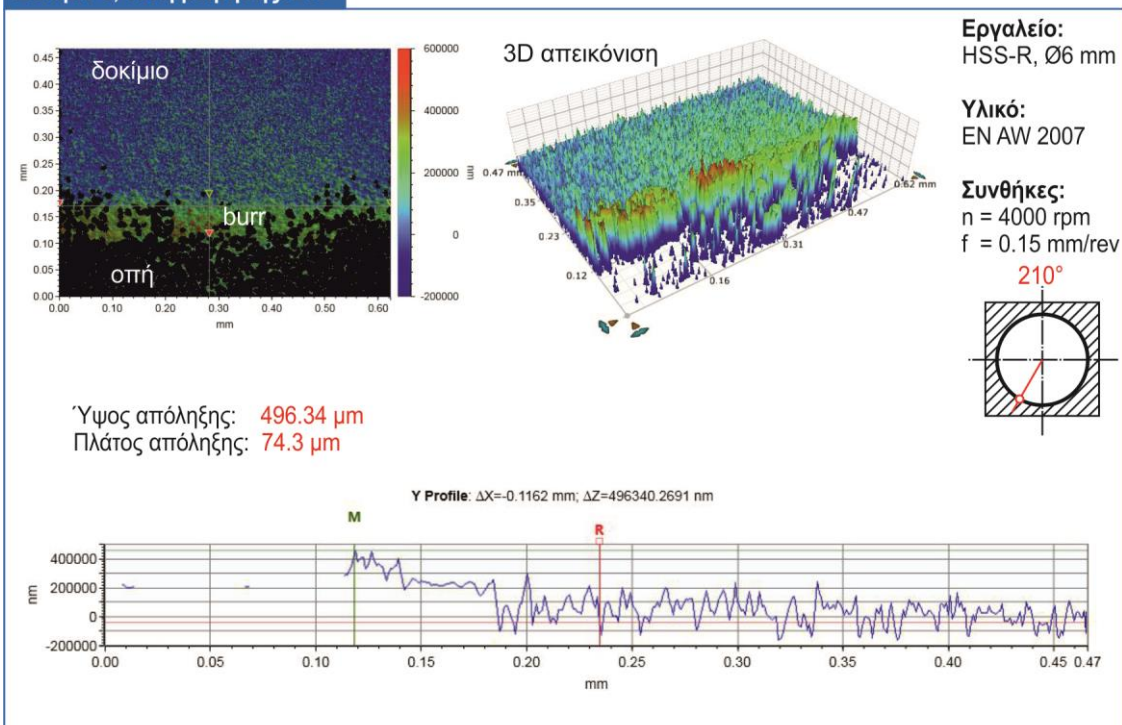 δοκίμιο
burr
οπή
mm
0.45
0.40
0.35
0.30
0.25
0.20
0.15
0.10
0.05
0.00
0.00 0.10 0.20 0.30 0.40 0.50
mm
600000
400000
nm
200000
0
-200000
3D απεικόνιση
0.47 mm
0.35
0.23
0.12
0.16
0.31
0.47
0.62 mm
Εργαλείο:
HSS-R, Ø6 mm
Υλικό:
EN AW 2007
Συνθήκες:
n = 4000 rpm
f = 0.15 mm/rev
210°
Ύψος απόληξης: 496.34 μm
Πλάτος απόληξης: 74.3 μm
Y Profile: ΔX=-0.1162 mm; ΔZ=496340.2691 nm
M
R
nm
400000
200000
0
-200000
0.00 0.05 0.10 0.15 0.20 0.25 0.30 0.35 0.40 0.45 0.47
mm